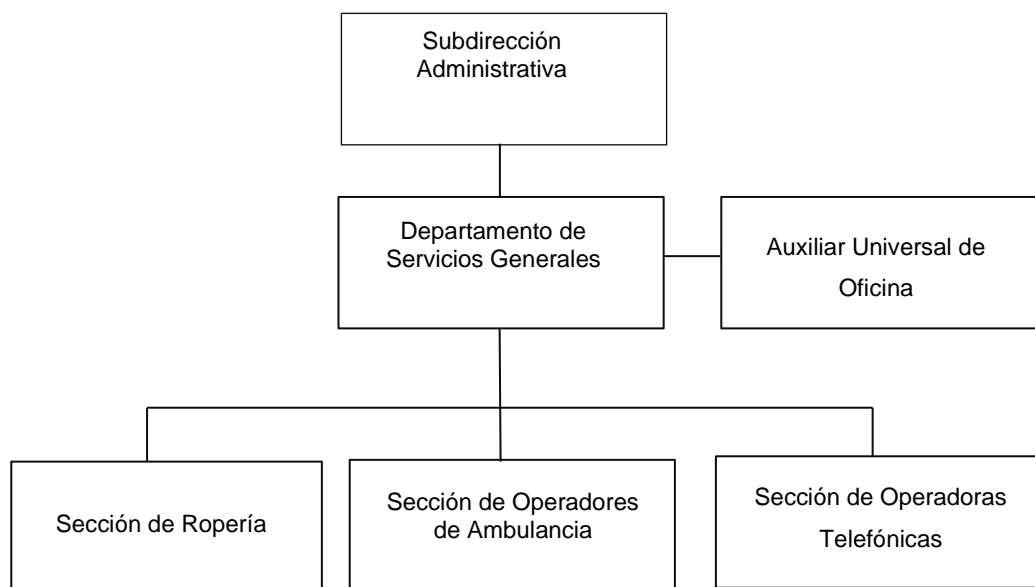 Subdirección
Administrativa
Departamento de
Servicios Generales
Auxiliar Universal de
Oficina
Sección de Ropería
Sección de Operadores
de Ambulancia
Sección de Operadoras
Telefónicas